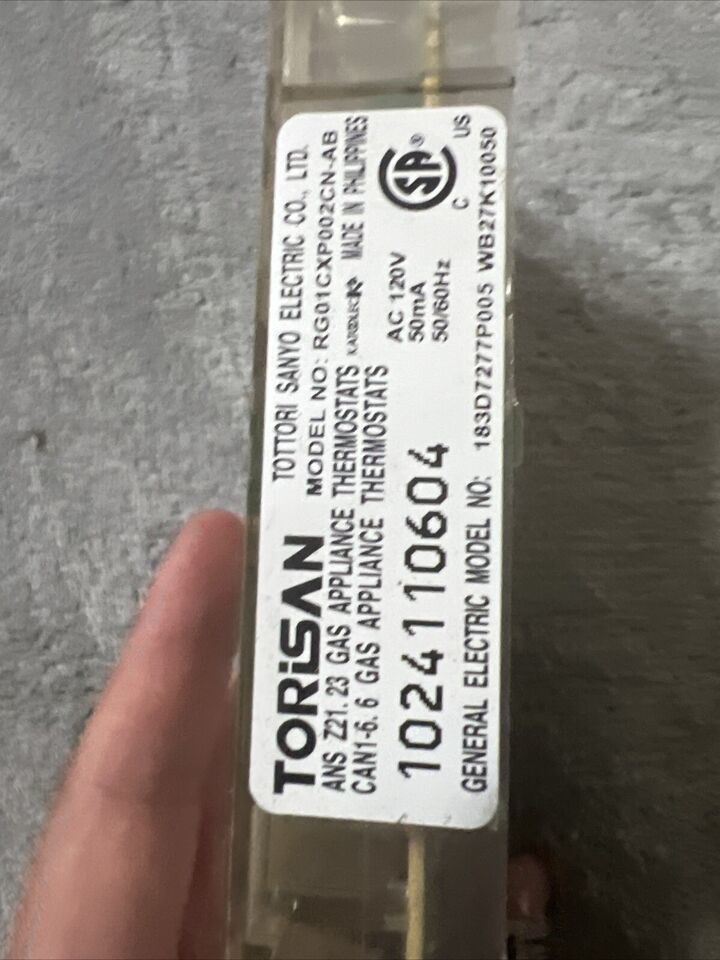 TORiSAN TOTTORI SANYO ELECTRIC CO., LTD.
MODEL NO: RG01CXP002CN-AB
ANS Z21.23 GAS APPLIANCE THERMOSTATS MADE IN PHILIPPINES
CAN1-6.6 GAS APPLIANCE THERMOSTATS
AC 120V
50mA
50/60Hz
SA ®
C US
1024110604
GENERAL ELECTRIC MODEL NO: 183D7277P005 WB27K10050